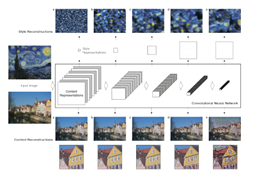 Style Reconstructions
Style
Representations
Input image
Content
Representations
Convolutional Neural Network
Content Reconstructions